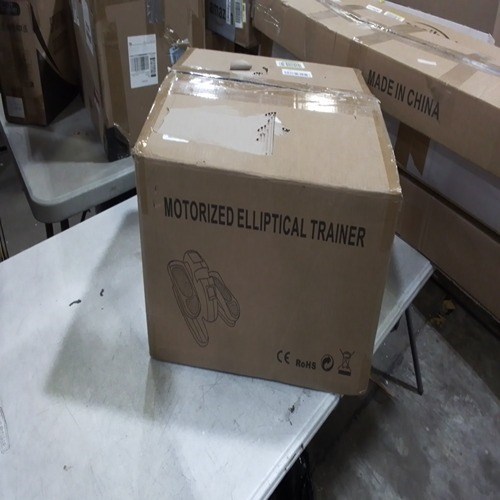 MADE IN CHINA
MOTORIZED ELLIPTICAL TRAINER
CE RoHS